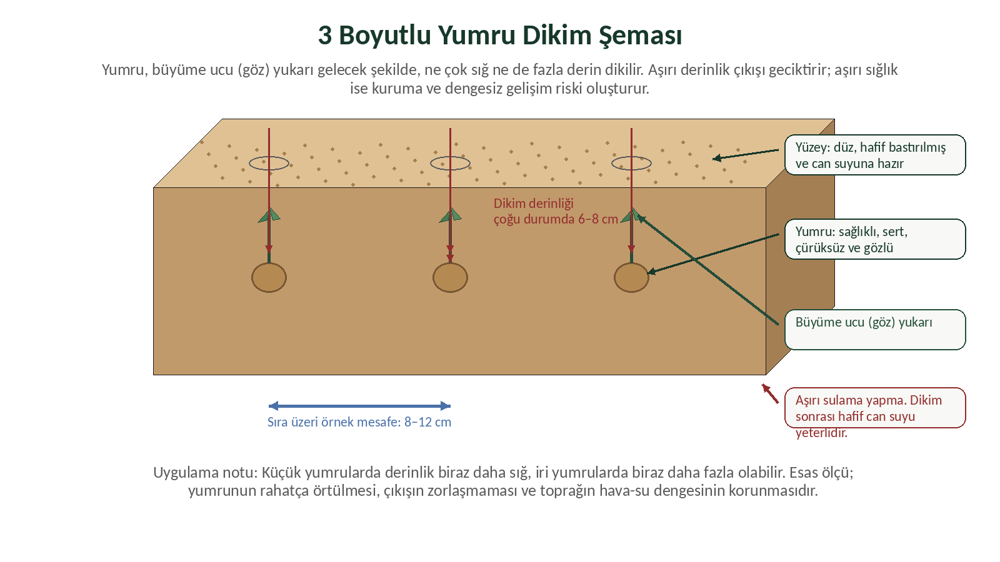 3 Boyutlu Yumru Dikim Şeması
Yumru, büyüme ucu (göz) yukarı gelecek şekilde, ne çok sığ ne de fazla derin dikilir. Aşırı derinlik çıkışı geciktirir; aşırı sığlık
ise kuruma ve dengesiz gelişim riski oluşturur.
Yüzey: düz, hafif bastırılmış
ve can suyuna hazır
Dikim derinliği
çoğu durumda 6–8 cm
Yumru: sağlıklı, sert,
çürüksüz ve gözlü
Büyüme ucu (göz) yukarı
Aşırı sulama yapma. Dikim
sonrası hafif can suyu
yeterlidir.
Sıra üzeri örnek mesafe: 8–12 cm
Uygulama notu: Küçük yumrularda derinlik biraz daha sığ, iri yumrularda biraz daha fazla olabilir. Esas ölçü;
yumrunun rahatça örtülmesi, çıkışın zorlaşmaması ve toprağın hava-su dengesinin korunmasıdır.